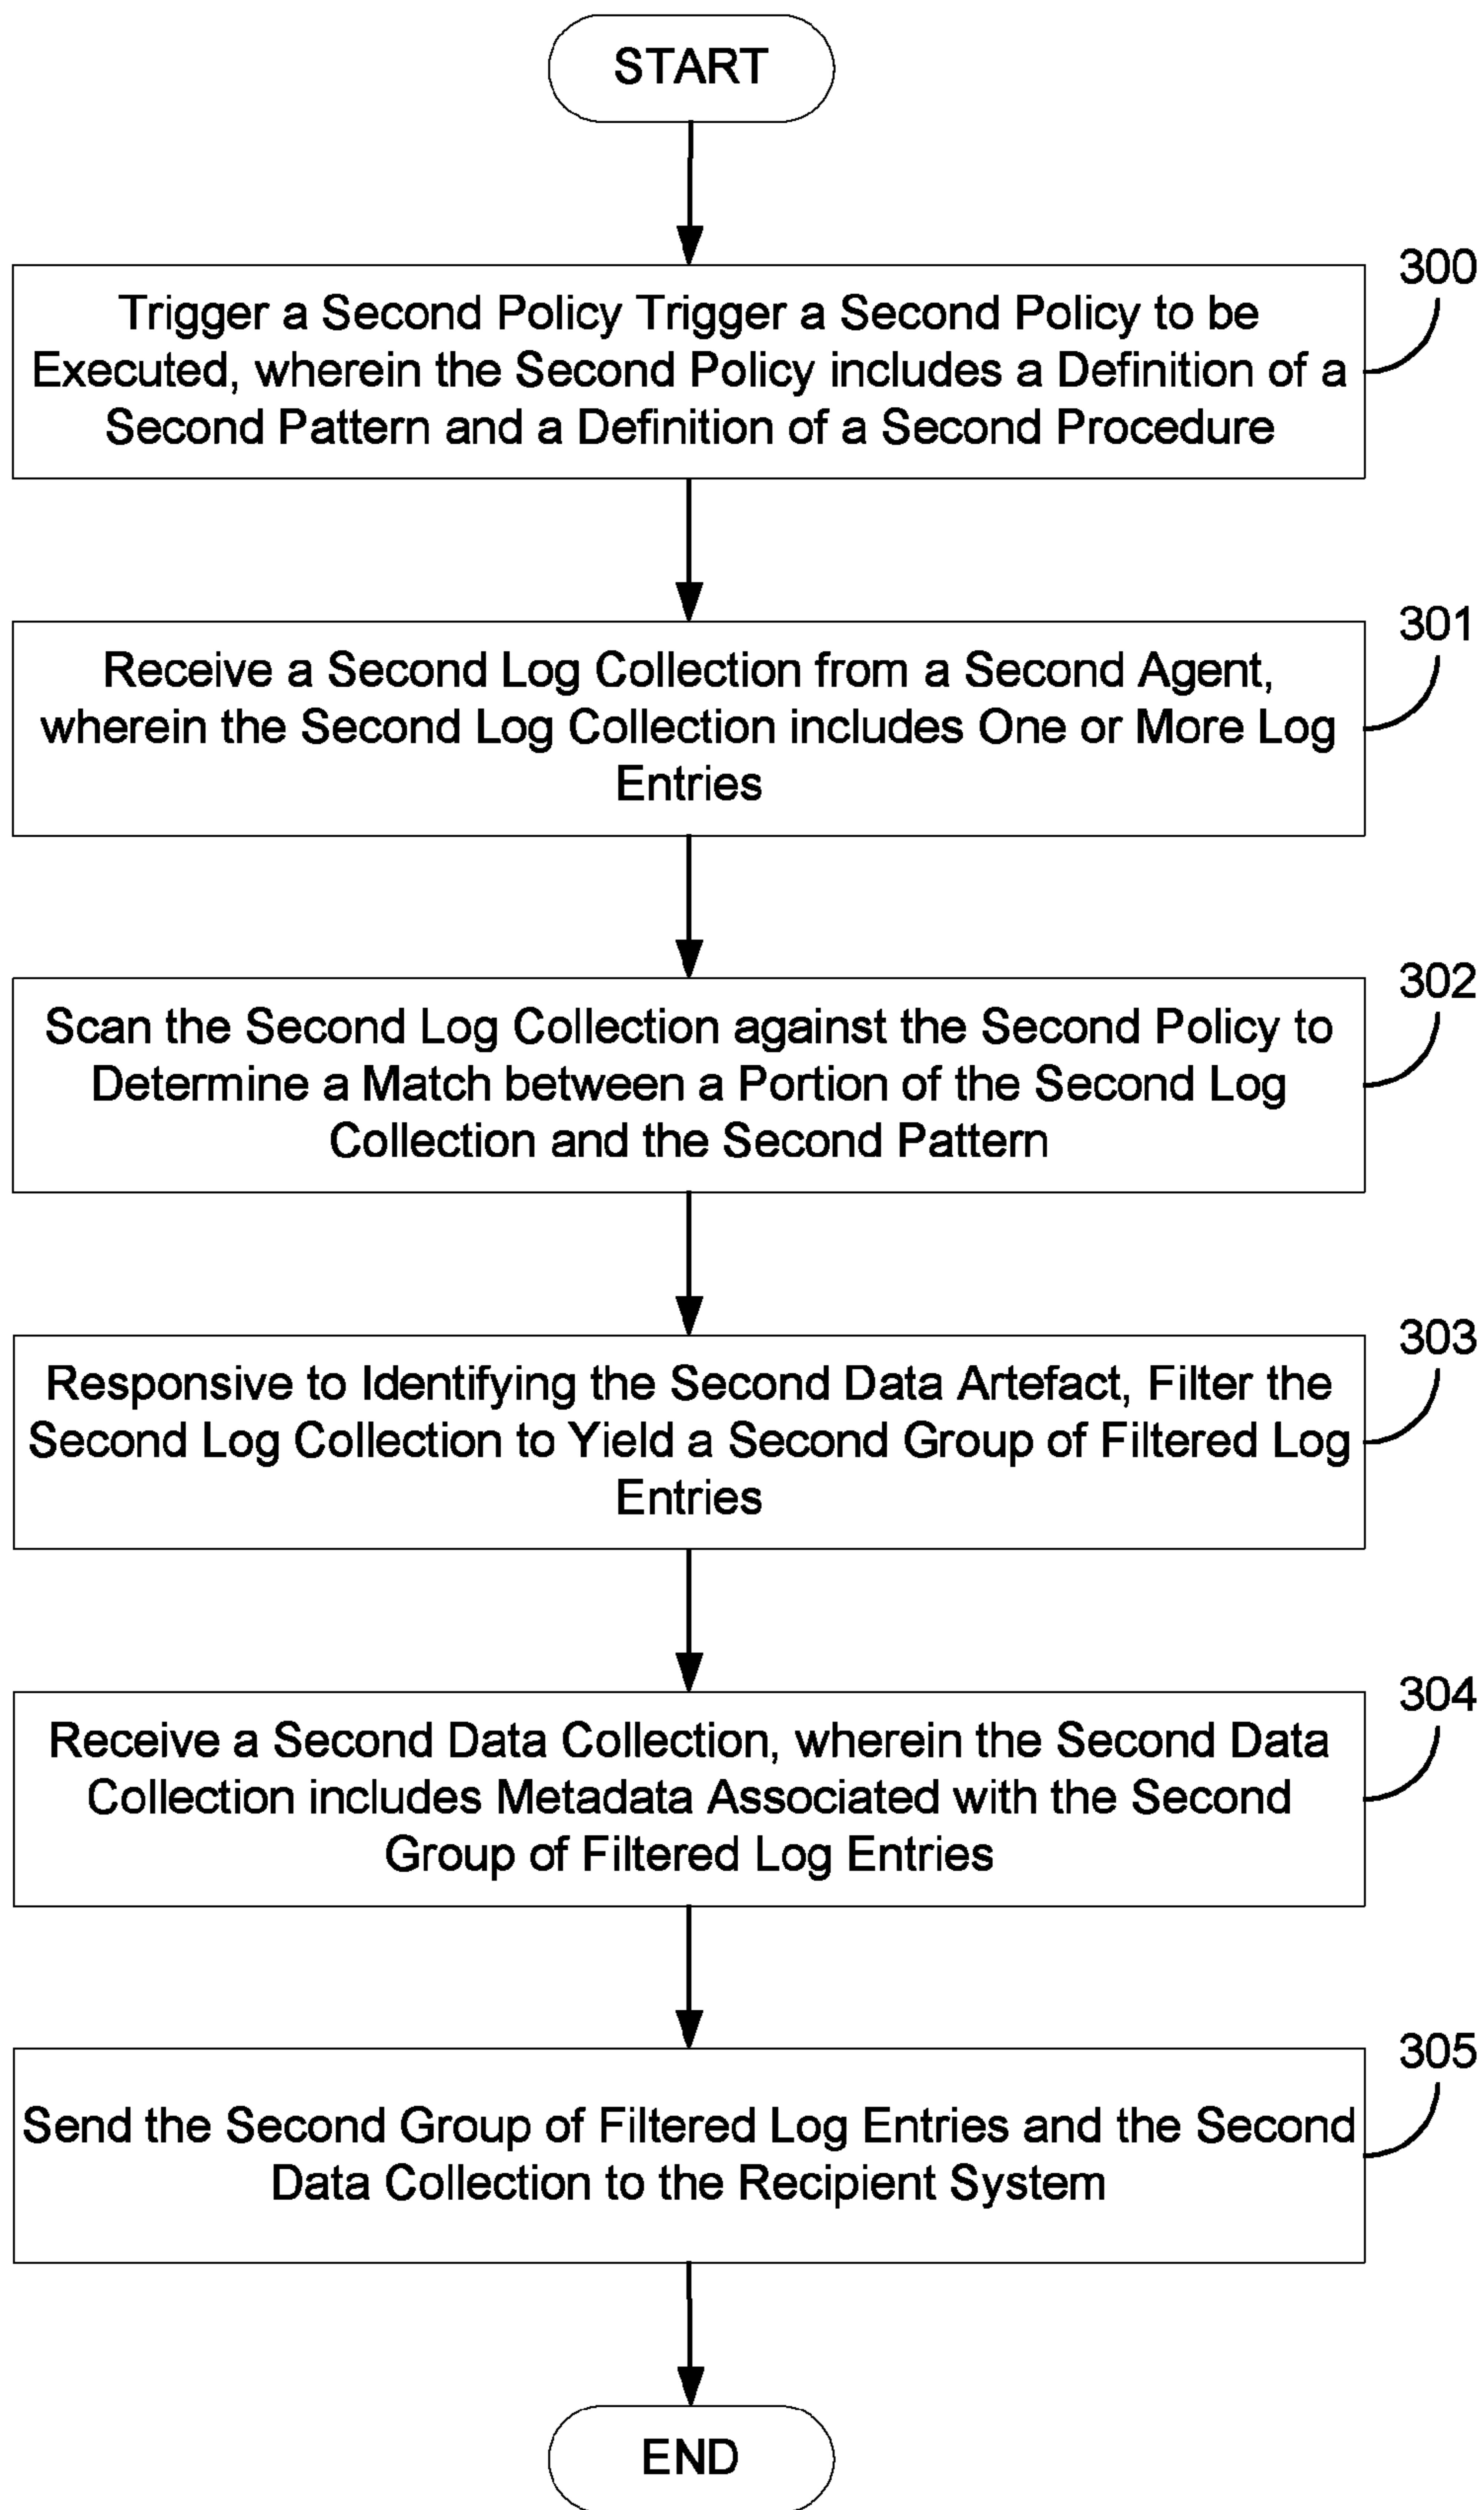 START
300
Trigger a Second Policy Trigger a Second Policy to be
Executed, wherein the Second Policy includes a Definition of a
Second Pattern and a Definition of a Second Procedure
301
Receive a Second Log Collection from a Second Agent,
wherein the Second Log Collection includes One or More Log
Entries
302
Scan the Second Log Collection against the Second Policy to
Determine a Match between a Portion of the Second Log
Collection and the Second Pattern
303
Responsive to Identifying the Second Data Artefact, Filter the
Second Log Collection to Yield a Second Group of Filtered Log
Entries
304
Receive a Second Data Collection, wherein the Second Data
Collection includes Metadata Associated with the Second
Group of Filtered Log Entries
305
Send the Second Group of Filtered Log Entries and the Second
Data Collection to the Recipient System
END